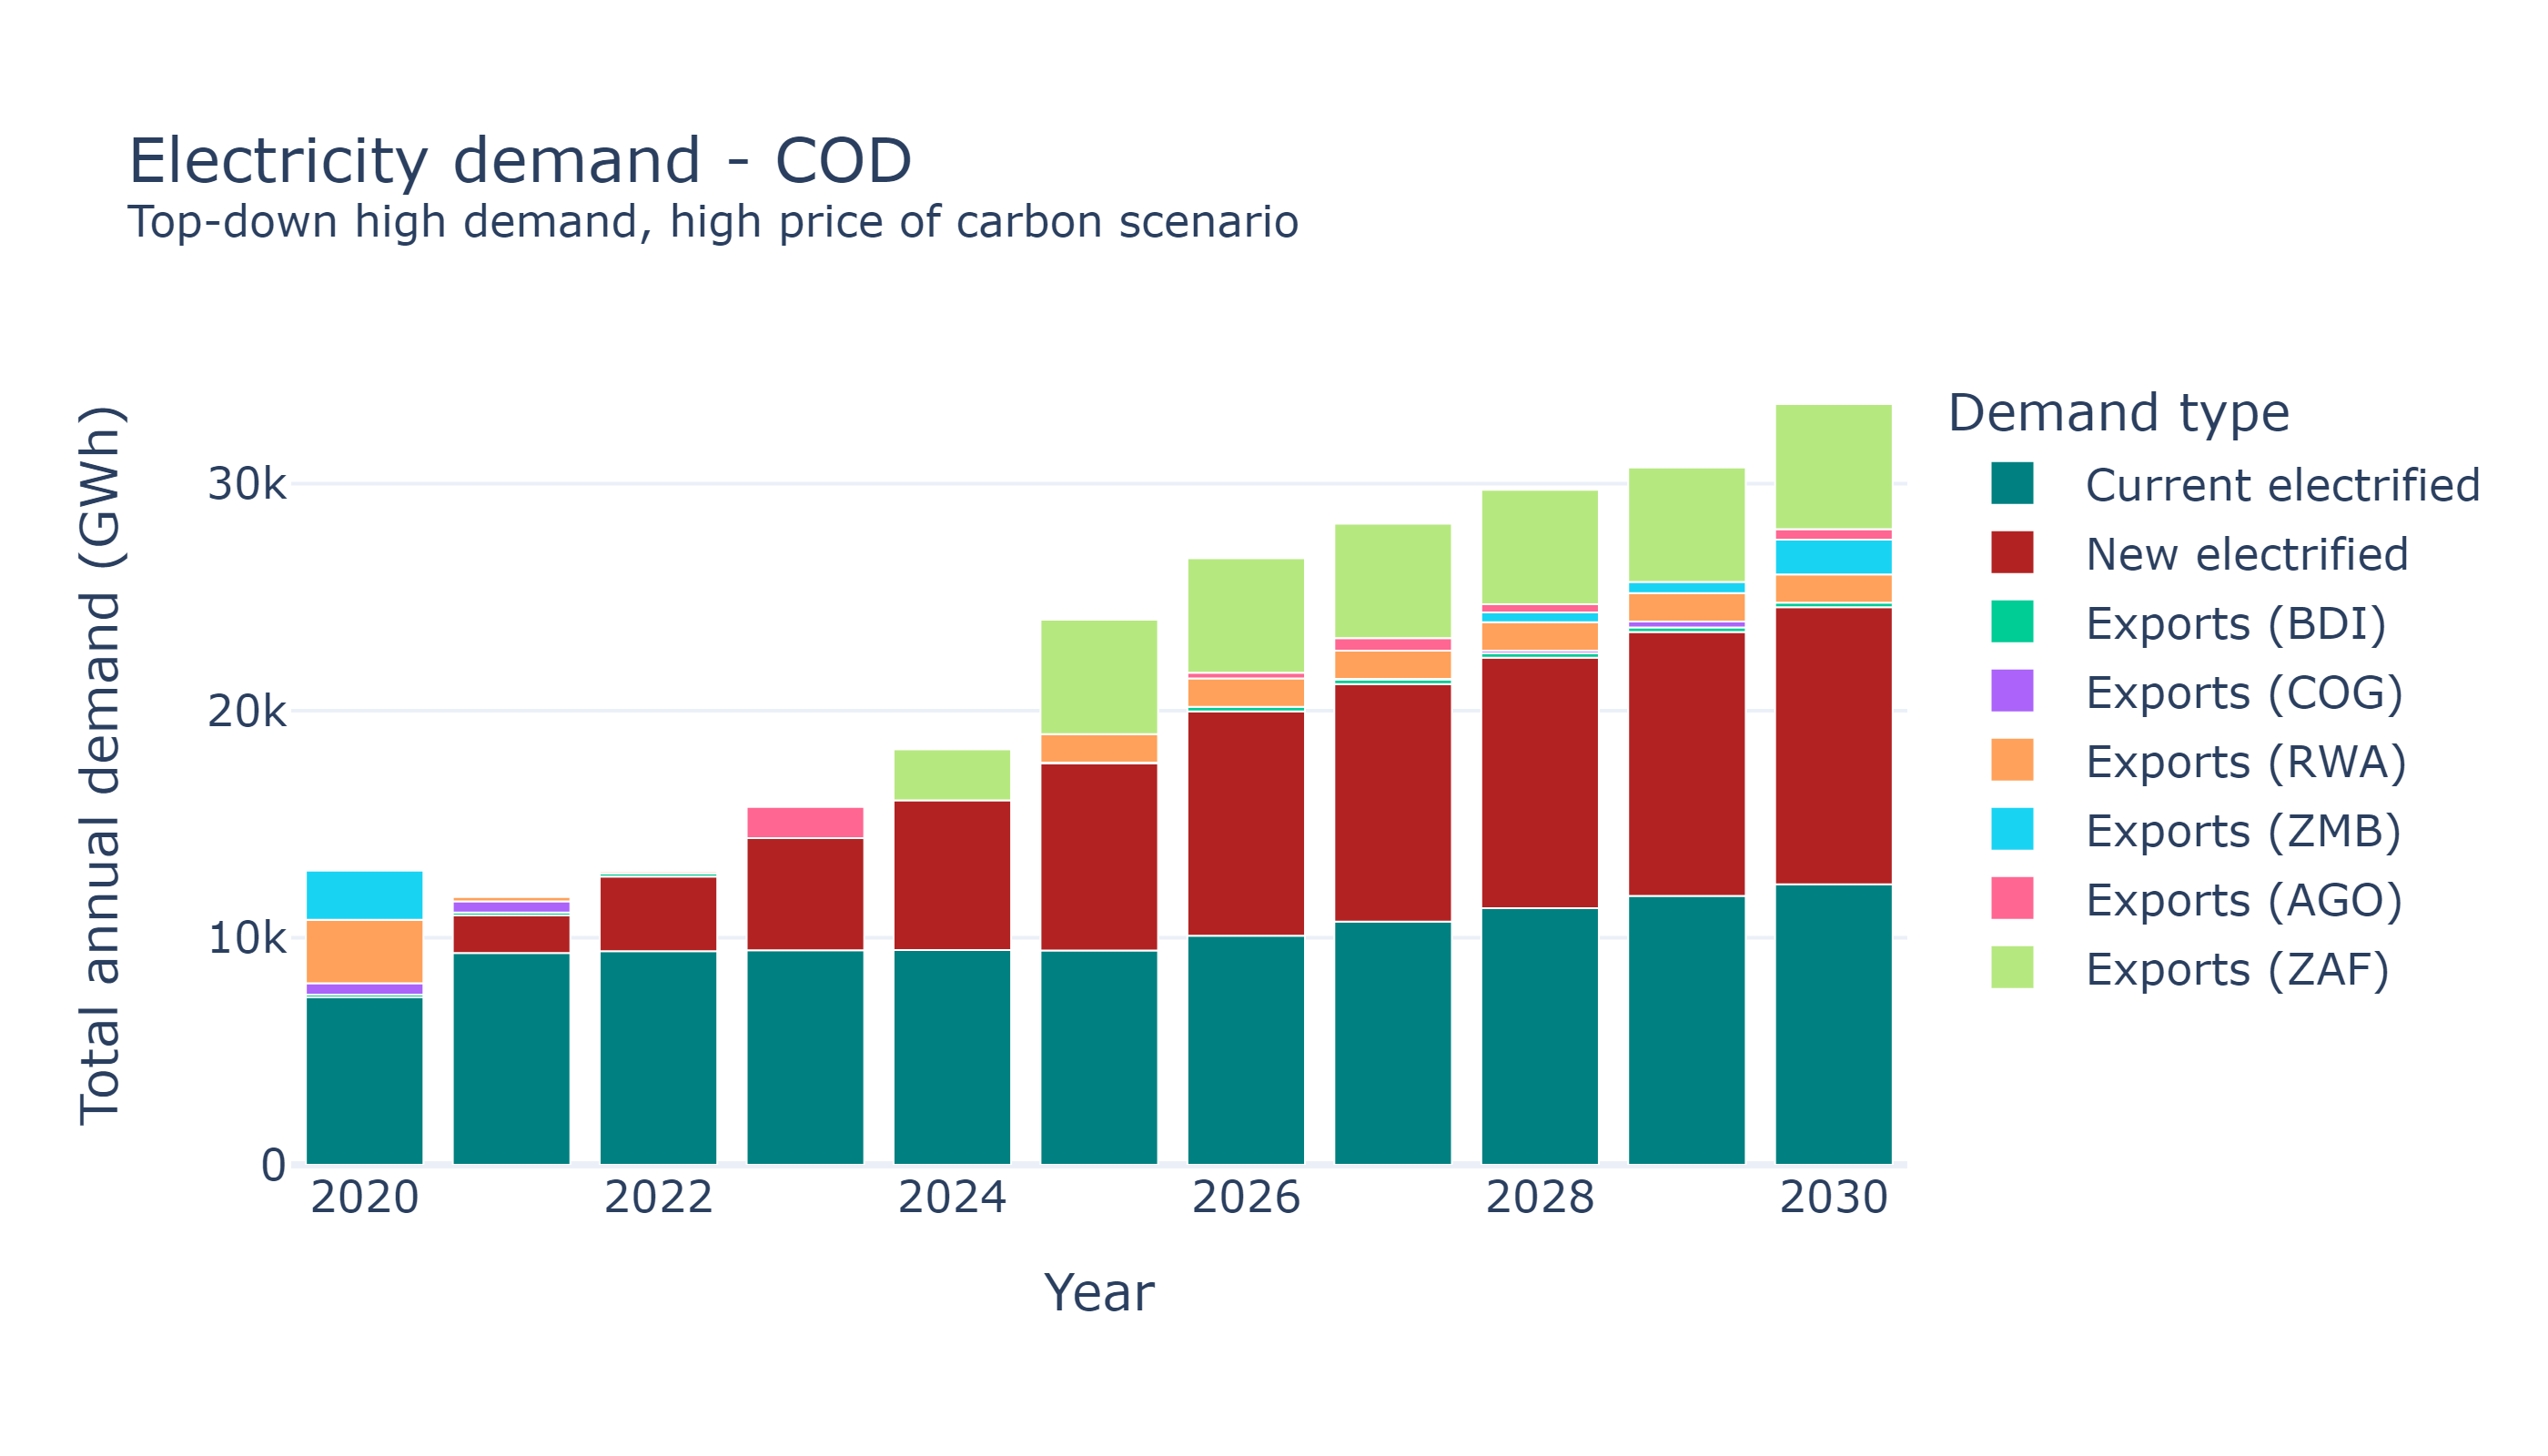 Electricity demand - COD
Top-down high demand, high price of carbon scenario
Total annual demand (GWh)
30k
20k
10k
0
2020
2022
2024
2026
2028
2030
Year
Demand type
Current electrified
New electrified
Exports (BDI)
Exports (COG)
Exports (RWA)
Exports (ZMB)
Exports (AGO)
Exports (ZAF)